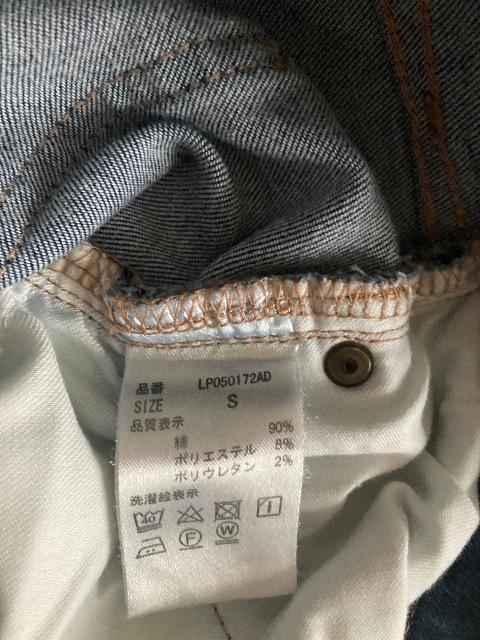 品番 LP050172AD
SIZE S
品質表示
綿 90%
ポリエステル 8%
ポリウレタン 2%
洗濯絵表示
40
F W